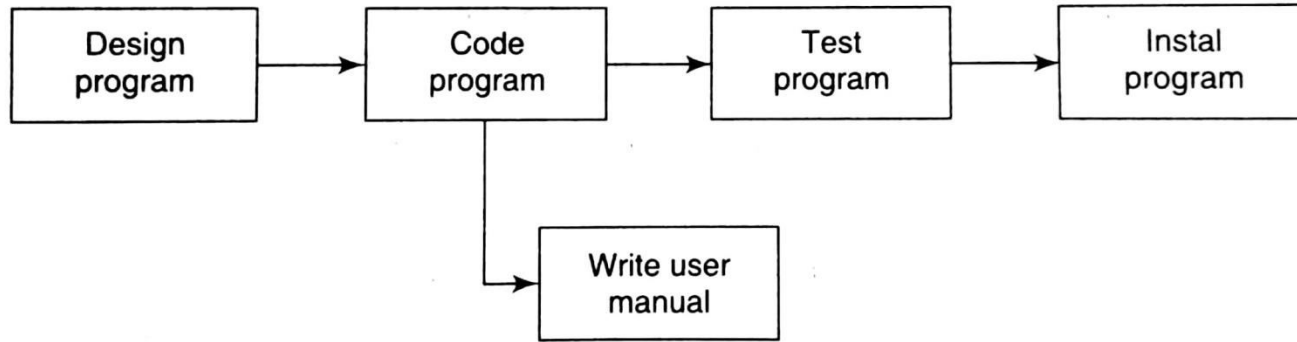 Design
program
Code
program
Test
program
Instal
program
Write user
manual